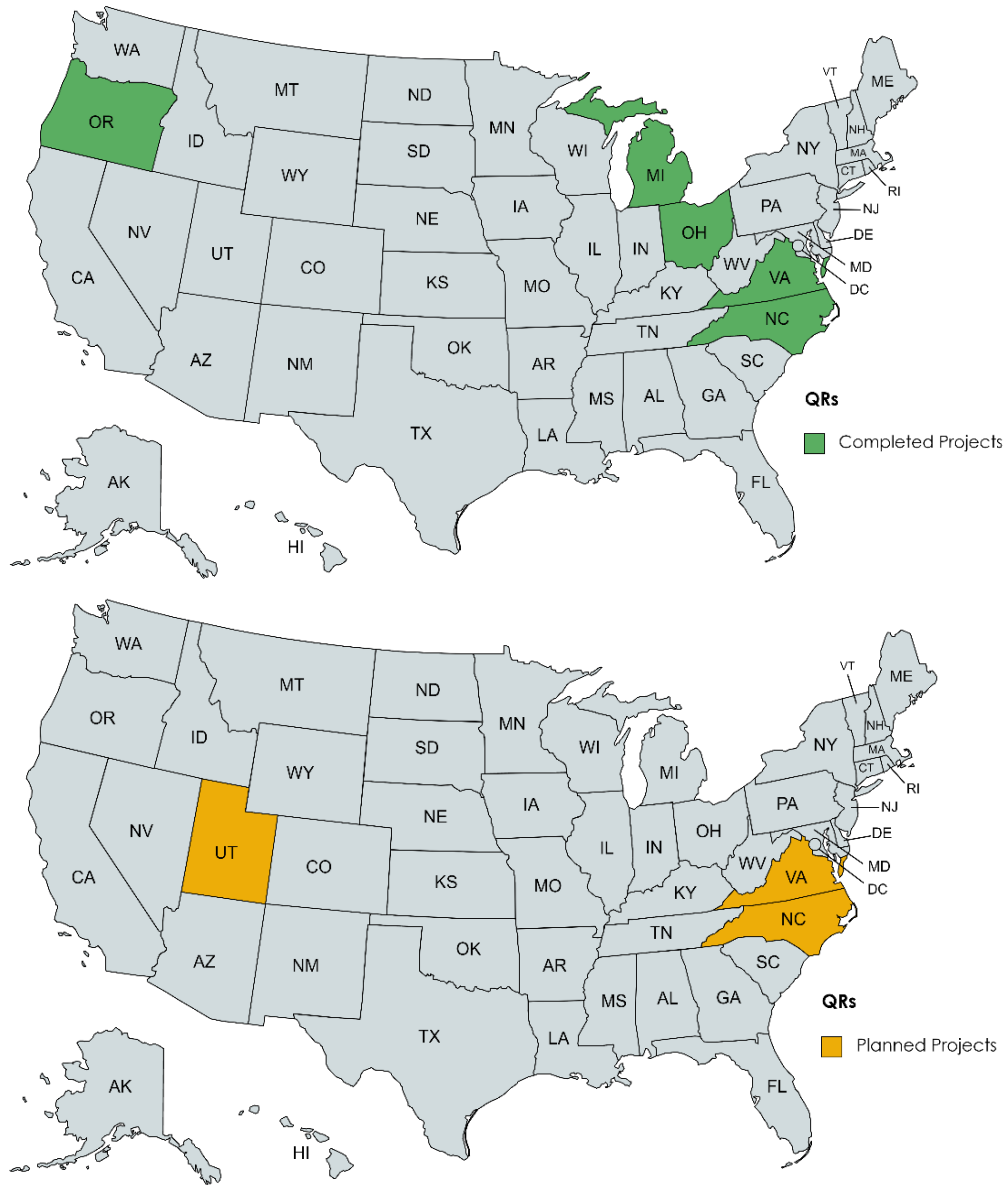 WA
MT
ND
MN
VT
ME
OR
ID
SD
WI
NY
NH
MA
CT
RI
WY
MI
IA
PA
NJ
NE
NV
UT
IL
IN
OH
DE
CA
CO
KS
MO
WV
MD
VA
DC
KY
NC
TN
AZ
NM
OK
AR
SC
MS
AL
GA
TX
LA
QRs
Completed Projects
FL
AK
HI
WA
MT
ND
MN
VT
ME
OR
ID
SD
WI
NY
NH
MA
CT
RI
WY
MI
IA
PA
NJ
NE
NV
UT
IL
IN
OH
DE
CA
CO
KS
MO
WV
MD
VA
DC
KY
NC
TN
AZ
NM
OK
AR
SC
MS
AL
GA
TX
LA
QRs
Planned Projects
FL
AK
HI